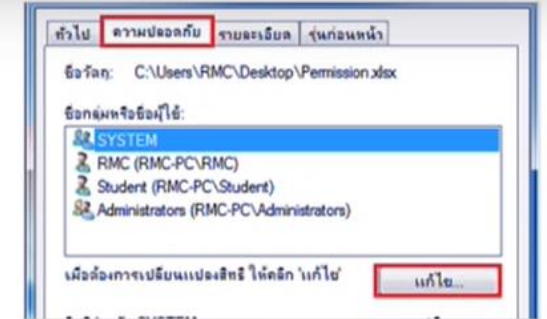 ทั่วไป ความปลอดภัย รายละเอียด รุ่นก่อนหน้า
ชื่อวัตถุ: C:\Users\RMC\Desktop\Permission.xlsx
ชื่อกลุ่มหรือชื่อผู้ใช้:
SYSTEM
RMC (RMC-PC\RMC)
Student (RMC-PC\Student)
Administrators (RMC-PC\Administrators)
เมื่อต้องการเปลี่ยนแปลงสิทธิ ให้คลิก 'แก้ไข' แก้ไข...